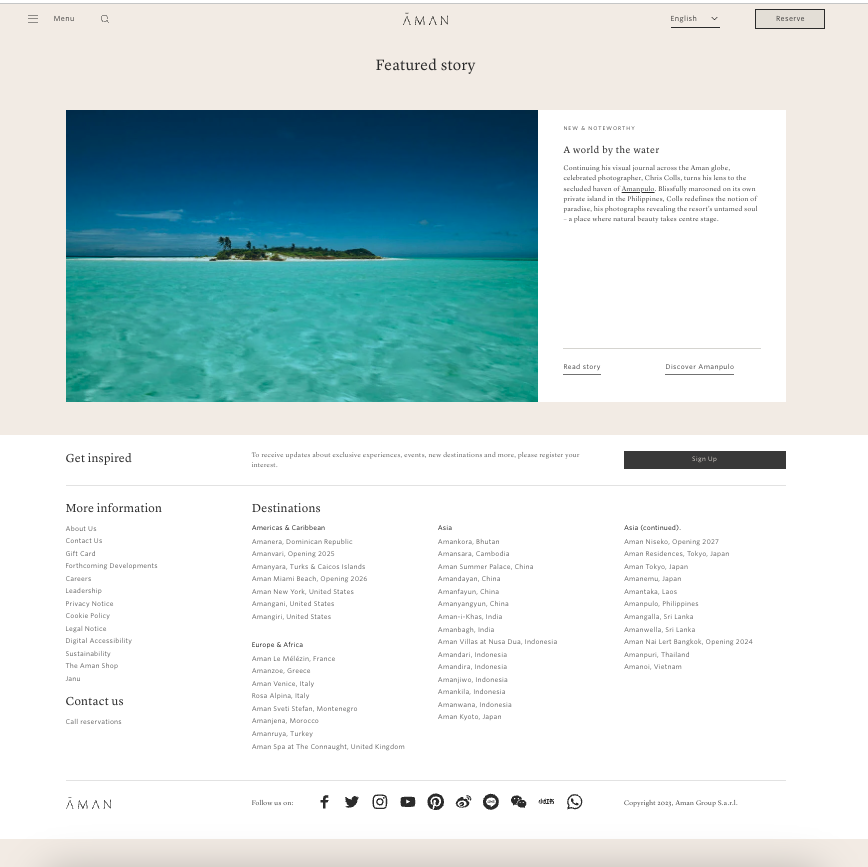 Menu
ĀMAN
English
Reserve
Featured story
NEW & NOTEWORTHY
A world by the water
Continuing his visual journal across the Aman globe,
celebrated photographer, Chris Colls, turns his lens to the
secluded haven of Amanpulo. Blissfully marooned on its own
private island in the Philippines, Colls redefines the notion of
paradise, his photographs revealing the resort's untamed soul
– a place where natural beauty takes centre stage.
Read story
Discover Amanpulo
Get inspired
To receive updates about exclusive experiences, events, new destinations and more, please register your
interest.
Sign Up
More information
About Us
Contact Us
Gift Card
Forthcoming Developments
Careers
Leadership
Privacy Notice
Cookie Policy
Legal Notice
Digital Accessibility
Sustainability
The Aman Shop
Janu
Contact us
Call reservations
Destinations
Americas & Caribbean
Amanera, Dominican Republic
Amanvari, Opening 2025
Amanyara, Turks & Caicos Islands
Aman Miami Beach, Opening 2026
Aman New York, United States
Amangani, United States
Amangiri, United States
Europe & Africa
Aman Le Mélézin, France
Amanzoe, Greece
Aman Venice, Italy
Rosa Alpina, Italy
Aman Sveti Stefan, Montenegro
Amanjena, Morocco
Amanruya, Turkey
Aman Spa at The Connaught, United Kingdom
Asia
Amankora, Bhutan
Amansara, Cambodia
Aman Summer Palace, China
Amandayan, China
Amanfayun, China
Amanyangyun, China
Aman-i-Khas, India
Amanbagh, India
Aman Villas at Nusa Dua, Indonesia
Amandari, Indonesia
Amandira, Indonesia
Amanjiwo, Indonesia
Amankila, Indonesia
Amanwana, Indonesia
Aman Kyoto, Japan
Asia (continued).
Aman Niseko, Opening 2027
Aman Residences, Tokyo, Japan
Aman Tokyo, Japan
Amanemu, Japan
Amantaka, Laos
Amanpulo, Philippines
Amangalla, Sri Lanka
Amanwella, Sri Lanka
Aman Nai Lert Bangkok, Opening 2024
Amanpuri, Thailand
Amanoi, Vietnam
ĀMAN
Follow us on:
Copyright 2023, Aman Group S.a.r.l.